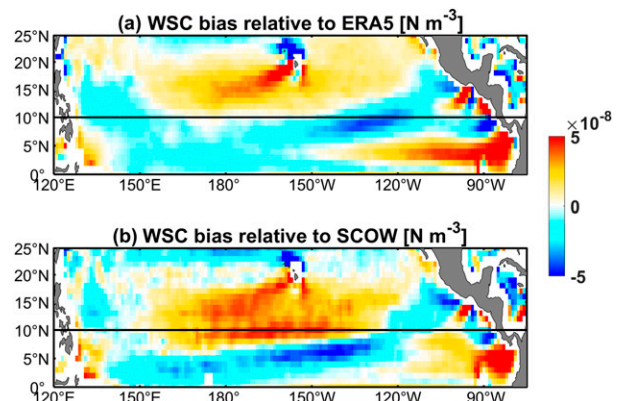 (a) WSC bias relative to ERA5 [N m⁻³]
25°N
20°N
15°N
10°N
5°N
0°
120°E 150°E 180°E 150°W 120°W 90°W
×10⁻⁸
5
0
-5
(b) WSC bias relative to SCOW [N m⁻³]
25°N
20°N
15°N
10°N
5°N
0°
120°E 150°E 180°E 150°W 120°W 90°W